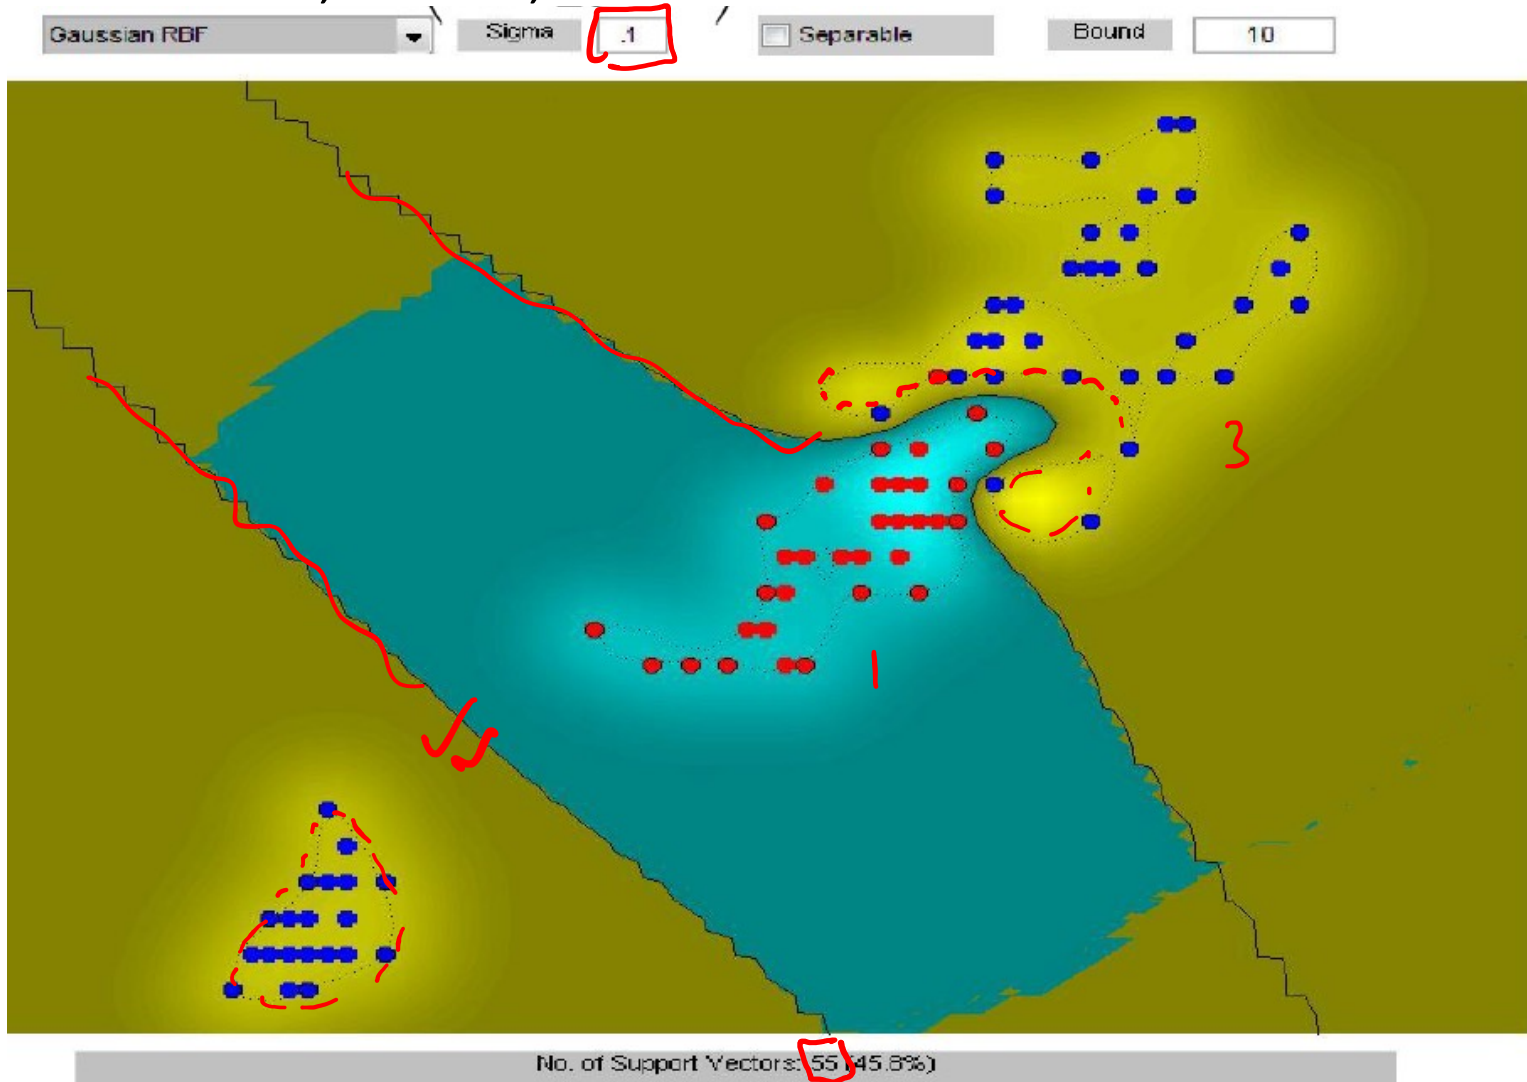 Gaussian RBF Sigma .1 Separable Bound 10
3
1
No. of Support Vectors: 55 (45.8%)